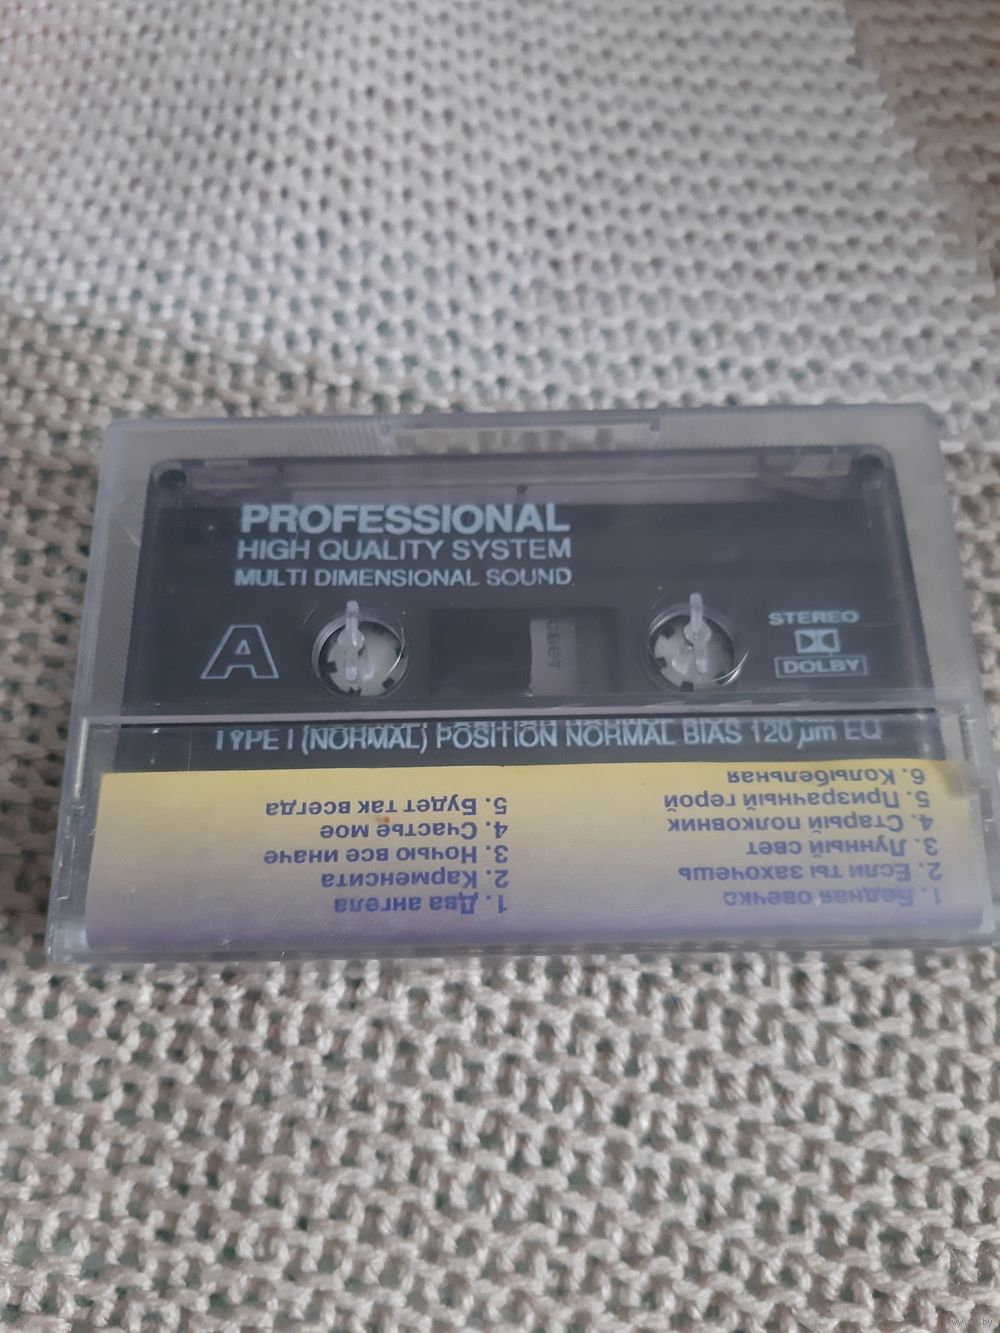 PROFESSIONAL
HIGH QUALITY SYSTEM
MULTI DIMENSIONAL SOUND
A
STEREO
DOLBY
СВЕТ
TYPE I (NORMAL) POSITION NORMAL BIAS 120 µm EQ
1. Бедная овечка
2. Если ты захочешь
3. Лунный свет
4. Старый полковник
5. Призрачный герой
6. Колыбельная
1. Два ангела
2. Карменсита
3. Ночью все иначе
4. Счастье мое
5. Будет так всегда